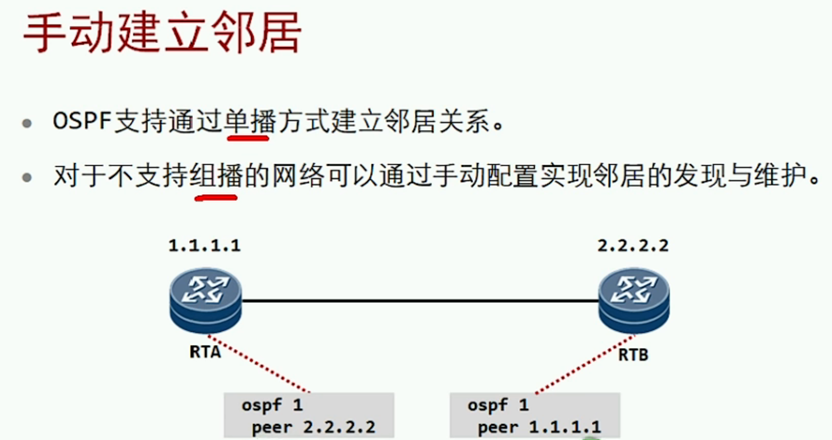 手动建立邻居
OSPF支持通过单播方式建立邻居关系。
对于不支持组播的网络可以通过手动配置实现邻居的发现与维护。
1.1.1.1
2.2.2.2
RTA
RTB
ospf 1
peer 2.2.2.2
ospf 1
peer 1.1.1.1